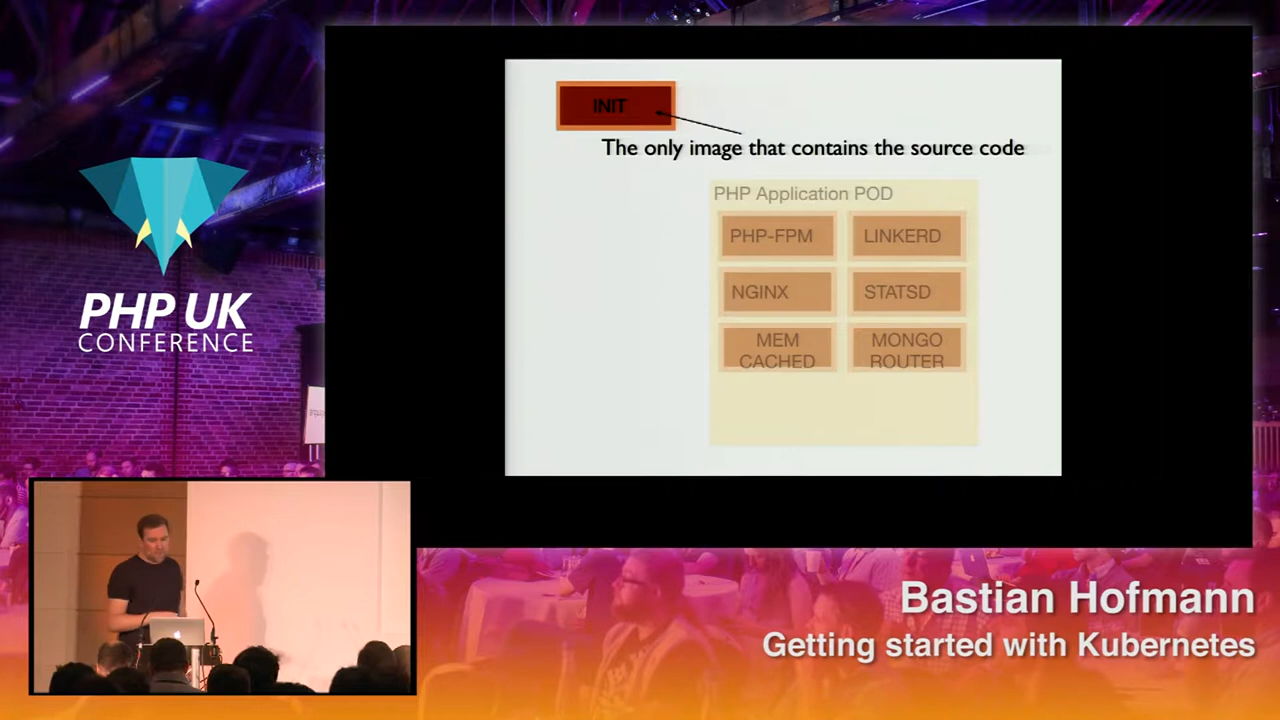 INIT
The only image that contains the source code
PHP Application POD
PHP-FPM
LINKERD
NGINX
STATSD
MEM
CACHED
MONGO
ROUTER
PHP UK
CONFERENCE
Bastian Hofmann
Getting started with Kubernetes